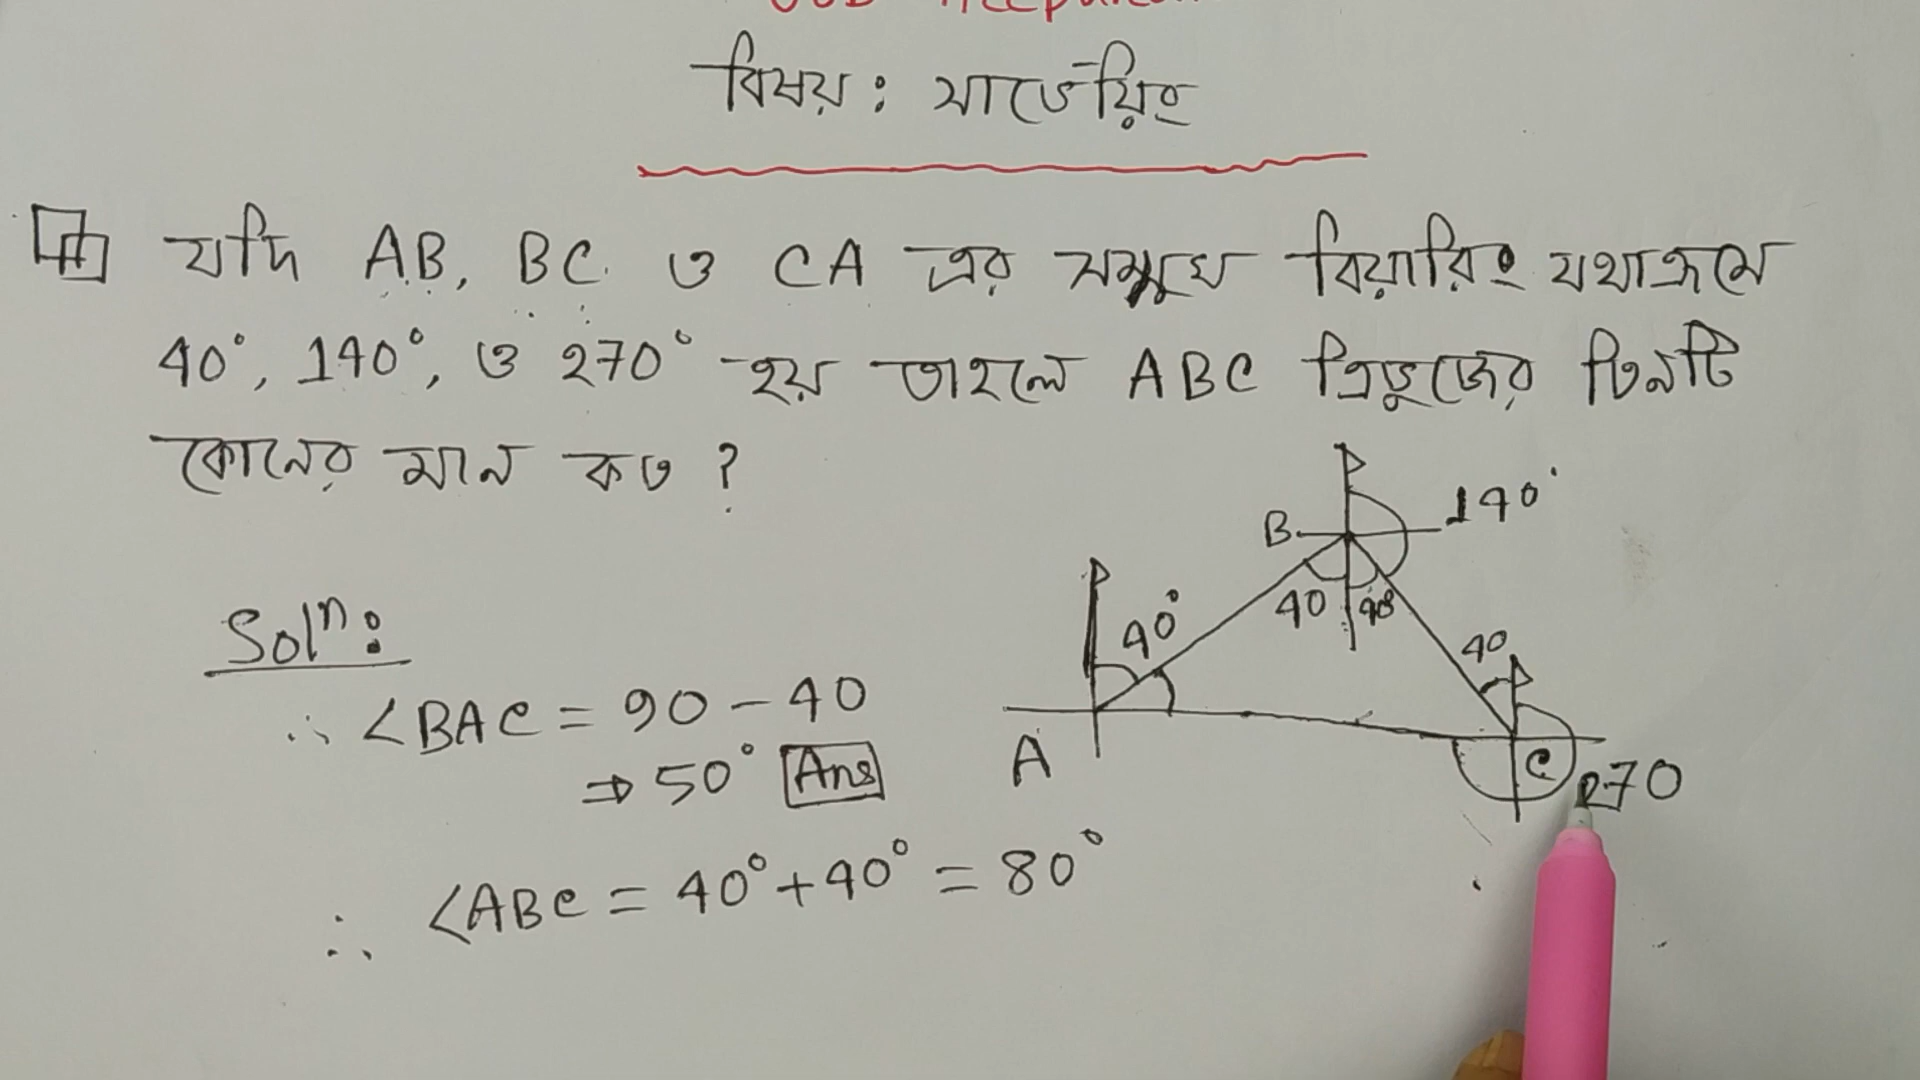 বিষয় : সার্ভেয়িং
যদি AB, BC ও CA এর সম্মুখ বিয়ারিং যথাক্রমে
40°, 140°, ও 270° হয় তাহলে ABC ত্রিভুজের তিনটি
কোনের মান কত ?
B
140°
40
40
40°
40
A
C
270
Solⁿ:
∴ <BAC = 90 - 40
⇒ 50° Ans
∴ <ABC = 40° + 40° = 80°